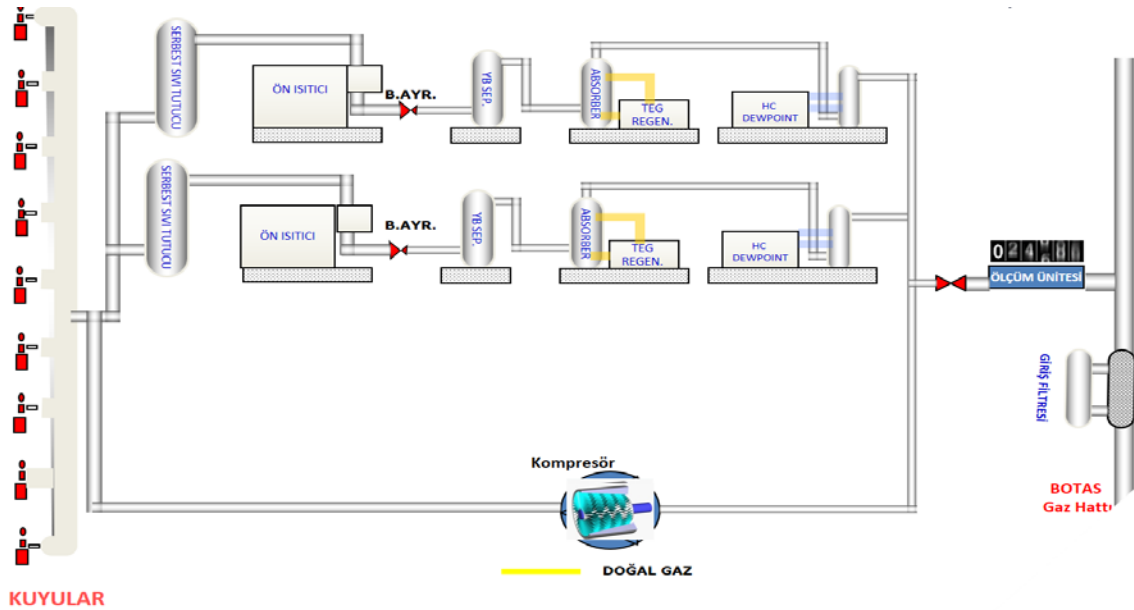 SERBEST SIVI TUTUCU
ÖN ISITICI
B.AYR.
YB SEP.
ABSORBER
TEG
REGEN.
HC
DEWPOINT
SERBEST SIVI TUTUCU
ÖN ISITICI
B.AYR.
YB SEP.
ABSORBER
TEG
REGEN.
HC
DEWPOINT
ÖLÇÜM ÜNİTESİ
GİRİŞ FİLTRESİ
Kompresör
BOTAS
Gaz Hattı
DOĞAL GAZ
KUYULAR